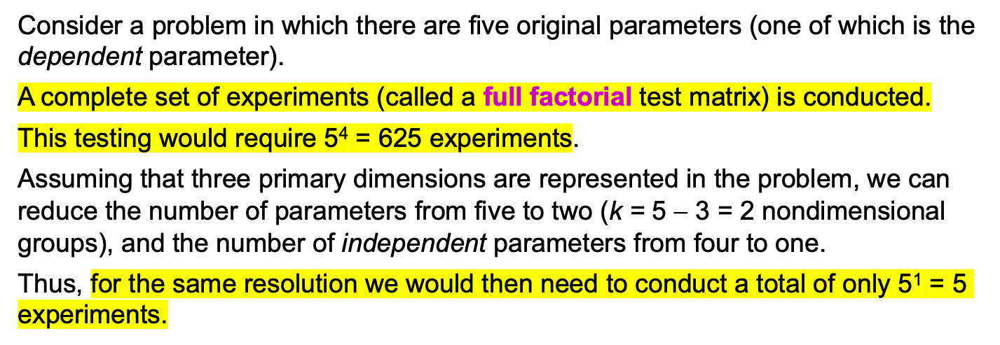 Consider a problem in which there are five original parameters (one of which is the
dependent parameter).
A complete set of experiments (called a full factorial test matrix) is conducted.
This testing would require 5⁴ = 625 experiments.
Assuming that three primary dimensions are represented in the problem, we can
reduce the number of parameters from five to two (k = 5 – 3 = 2 nondimensional
groups), and the number of independent parameters from four to one.
Thus, for the same resolution we would then need to conduct a total of only 5¹ = 5
experiments.